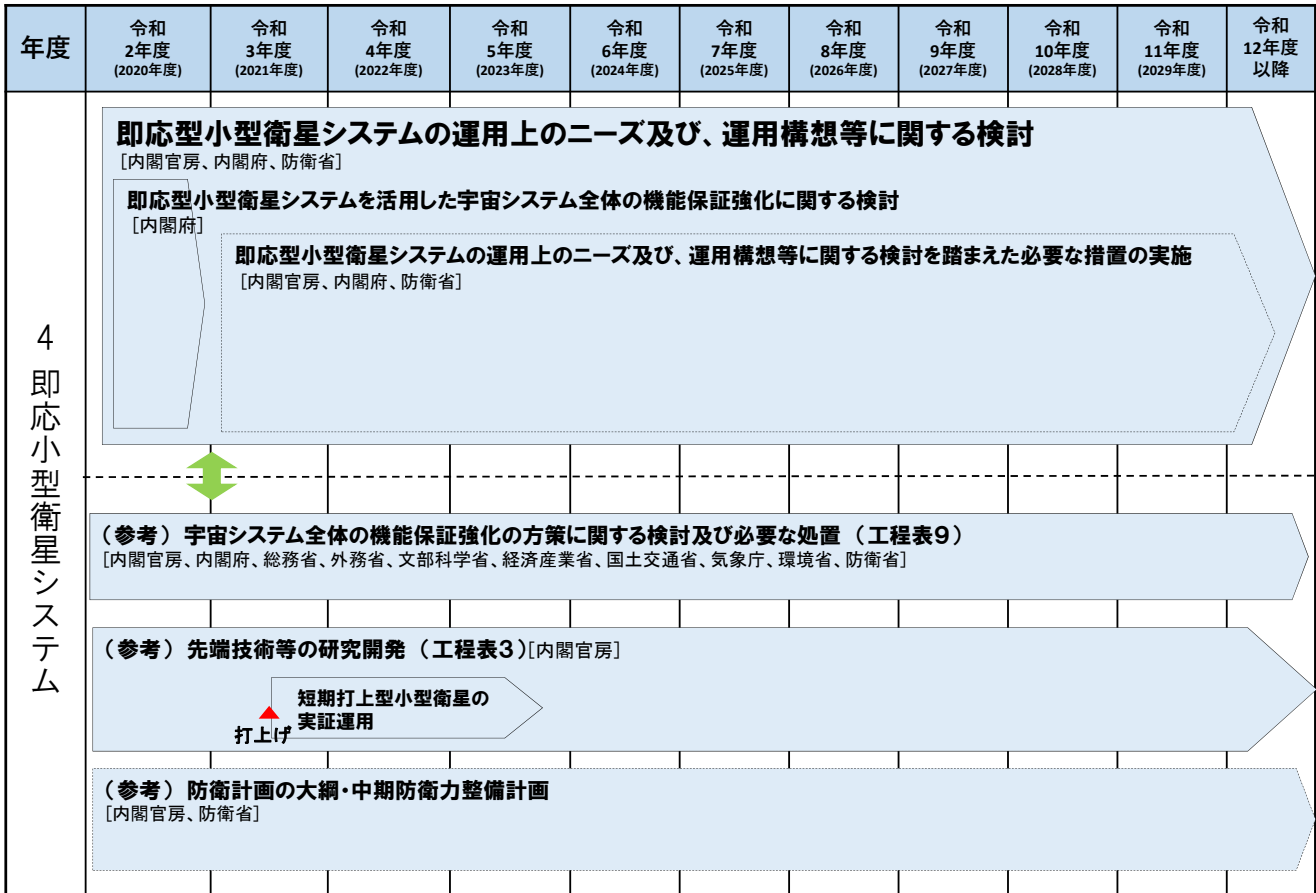 年度
令和
2年度
(2020年度)
令和
3年度
(2021年度)
令和
4年度
(2022年度)
令和
5年度
(2023年度)
令和
6年度
(2024年度)
令和
7年度
(2025年度)
令和
8年度
(2026年度)
令和
9年度
(2027年度)
令和
10年度
(2028年度)
令和
11年度
(2029年度)
令和
12年度
以降
4 即応小型衛星システム
即応型小型衛星システムの運用上のニーズ及び、運用構想等に関する検討
[内閣官房、内閣府、防衛省]
即応型小型衛星システムを活用した宇宙システム全体の機能保証強化に関する検討
[内閣府]
即応型小型衛星システムの運用上のニーズ及び、運用構想等に関する検討を踏まえた必要な措置の実施
[内閣官房、内閣府、防衛省]
（参考）宇宙システム全体の機能保証強化の方策に関する検討及び必要な処置（工程表９）
[内閣官房、内閣府、総務省、外務省、文部科学省、経済産業省、国土交通省、気象庁、環境省、防衛省]
（参考）先端技術等の研究開発（工程表３）[内閣官房]
短期打上型小型衛星の
実証運用
打上げ
（参考）防衛計画の大綱・中期防衛力整備計画
[内閣官房、防衛省]